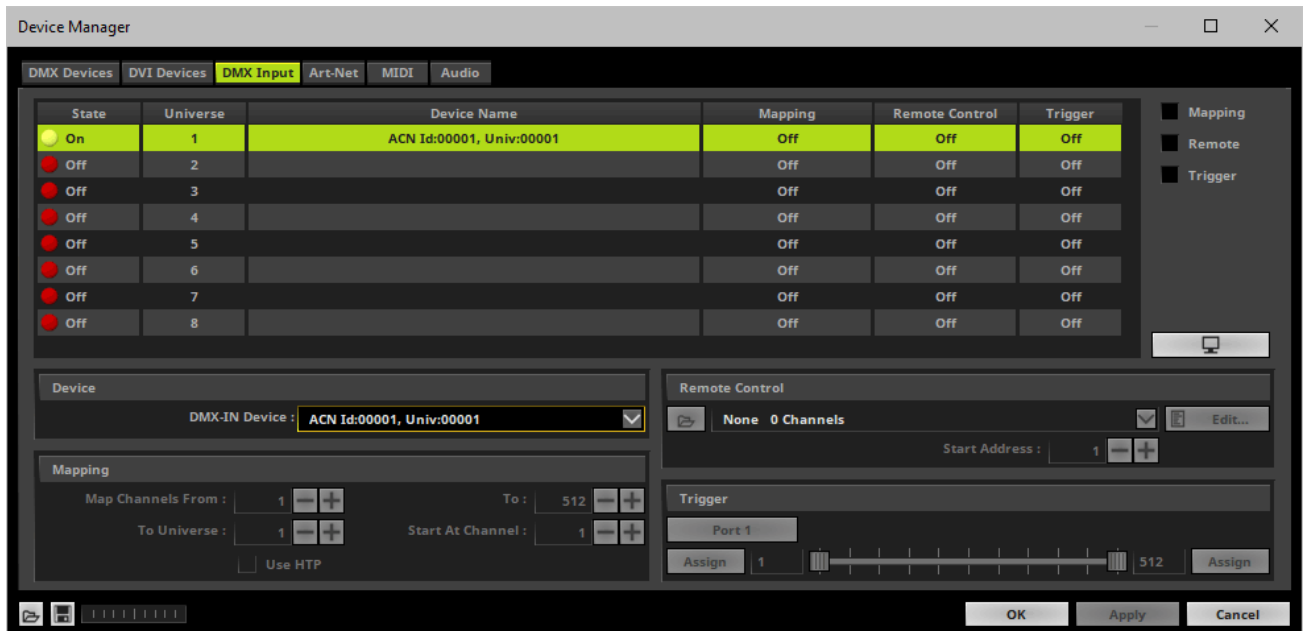 Device Manager
DMX Devices DVI Devices DMX Input Art-Net MIDI Audio
State Universe Device Name Mapping Remote Control Trigger
On 1 ACN Id:00001, Univ:00001 Off Off Off
Off 2 Off Off Off
Off 3 Off Off Off
Off 4 Off Off Off
Off 5 Off Off Off
Off 6 Off Off Off
Off 7 Off Off Off
Off 8 Off Off Off
Mapping
Remote
Trigger
Device
DMX-IN Device : ACN Id:00001, Univ:00001
Mapping
Map Channels From : 1 To : 512
To Universe : 1 Start At Channel : 1
Use HTP
Remote Control
None 0 Channels Edit...
Start Address : 1
Trigger
Port 1
Assign 1 512 Assign
OK Apply Cancel